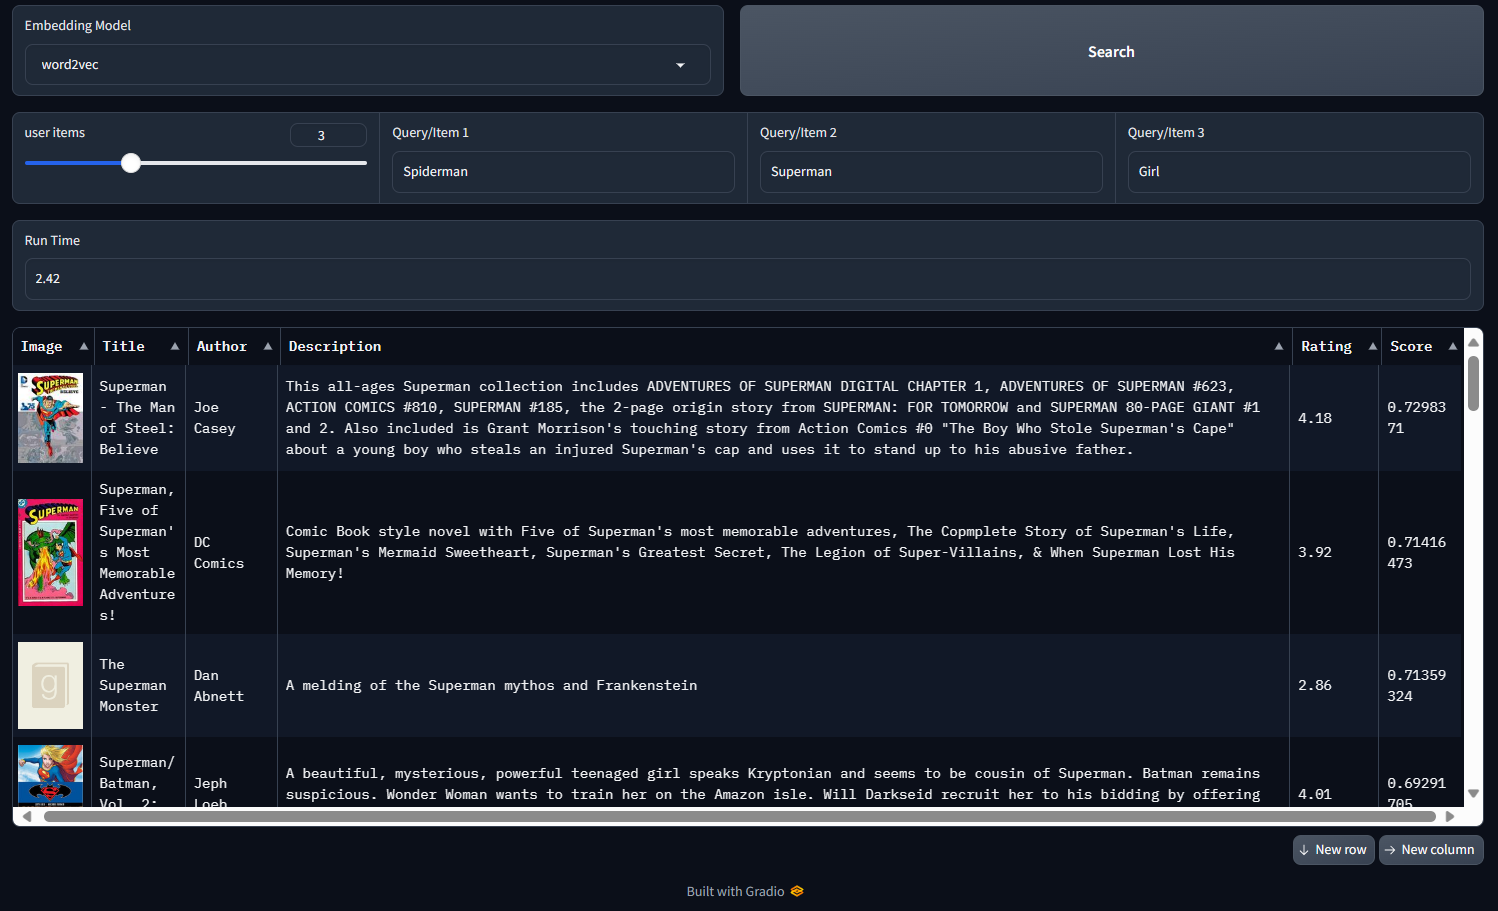 Embedding Model
word2vec
Search
user items
3
Query/Item 1
Spiderman
Query/Item 2
Superman
Query/Item 3
Girl
Run Time
2.42
Image Title Author Description Rating Score
SUPERMAN
BELIEVE
Superman
- The Man
of Steel:
Believe
Joe
Casey
This all-ages Superman collection includes ADVENTURES OF SUPERMAN DIGITAL CHAPTER 1, ADVENTURES OF SUPERMAN #623,
ACTION COMICS #810, SUPERMAN #185, the 2-page origin story from SUPERMAN: FOR TOMORROW and SUPERMAN 80-PAGE GIANT #1
and 2. Also included is Grant Morrison's touching story from Action Comics #0 "The Boy Who Stole Superman's Cape"
about a young boy who steals an injured Superman's cap and uses it to stand up to his abusive father.
4.18
0.72983
71
SUPERMAN
Superman,
Five of
Superman'
s Most
Memorable
Adventure
s!
DC
Comics
Comic Book style novel with Five of Superman's most memorable adventures, The Copmplete Story of Superman's Life,
Superman's Mermaid Sweetheart, Superman's Greatest Secret, The Legion of Super-Villains, & When Superman Lost His
Memory!
3.92
0.71416
473
g
The
Superman
Monster
Dan
Abnett
A melding of the Superman mythos and Frankenstein
2.86
0.71359
324
Superman/
Batman,
Vol. 2:
Jeph
Loeb
A beautiful, mysterious, powerful teenaged girl speaks Kryptonian and seems to be cousin of Superman. Batman remains
suspicious. Wonder Woman wants to train her on the Amazon isle. Will Darkseid recruit her to his bidding by offering
4.01
0.69291
705
↓ New row
→ New column
Built with Gradio